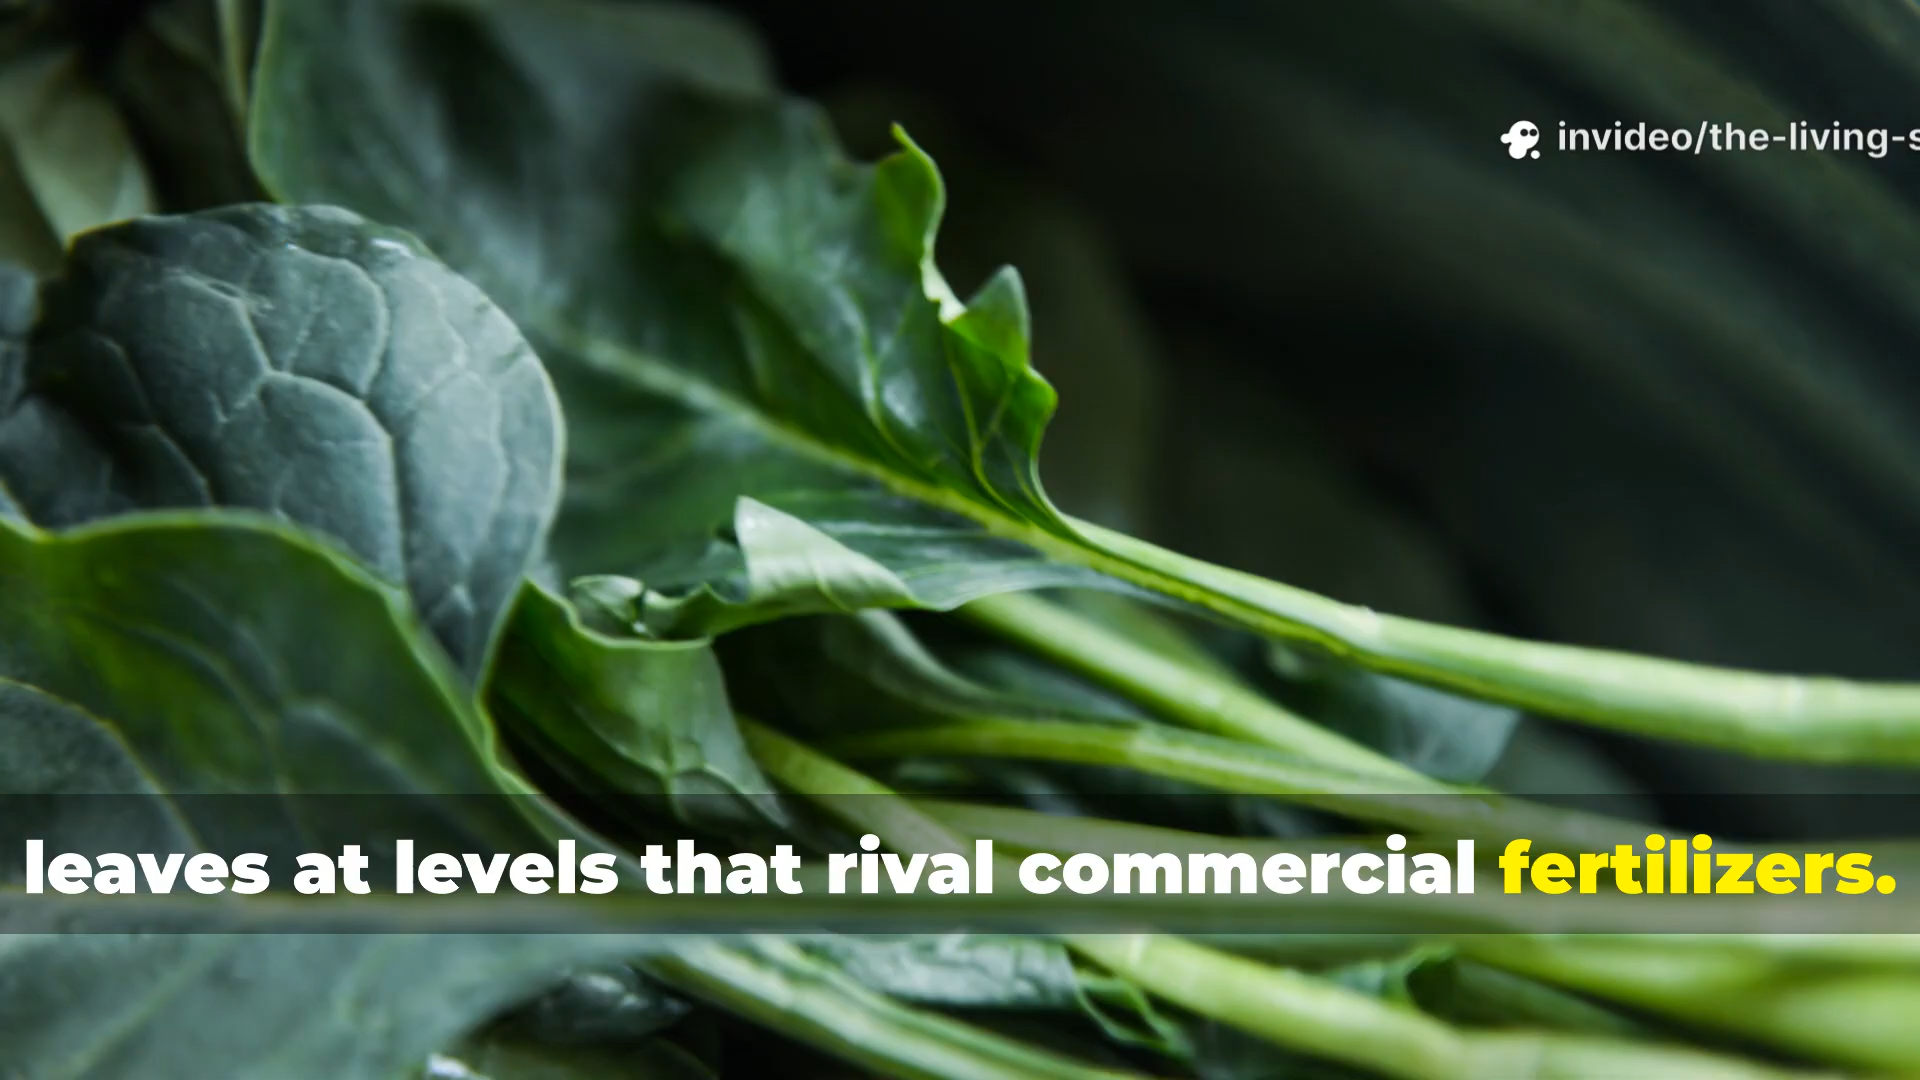 invideo/the-living-s
leaves at levels that rival commercial fertilizers.